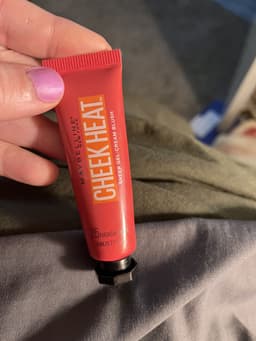 MAYBELLINE
CHEEK HEAT
SHEER GEL-CREAM BLUSH